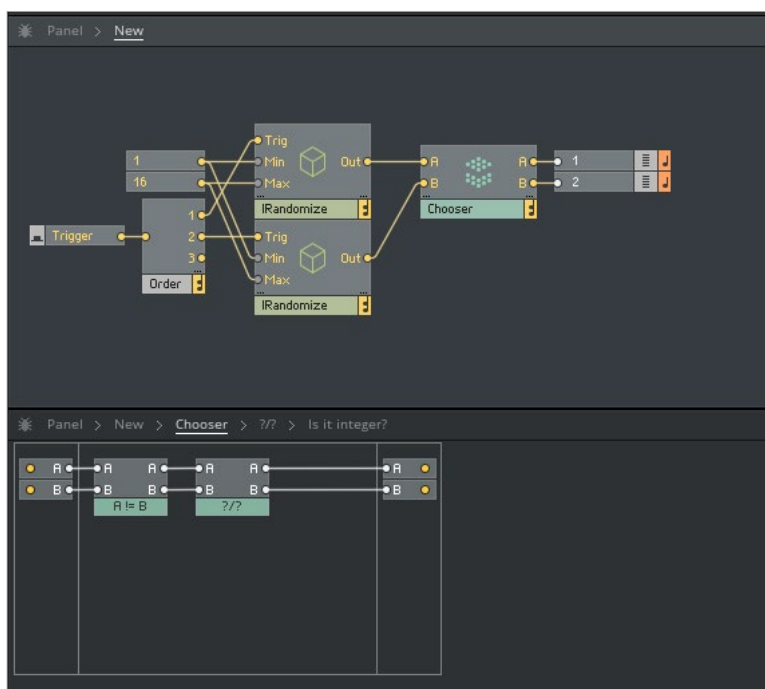 Panel > New
Trig
1 Min Out A A 1
16 Max B B 2
IRandomize Chooser
1
Trigger 2 Trig
3 Min Out
Order Max
IRandomize
Panel > New > Chooser > ?/? > Is it integer?
A A A A A A
B B B B B B
A != B ?/?